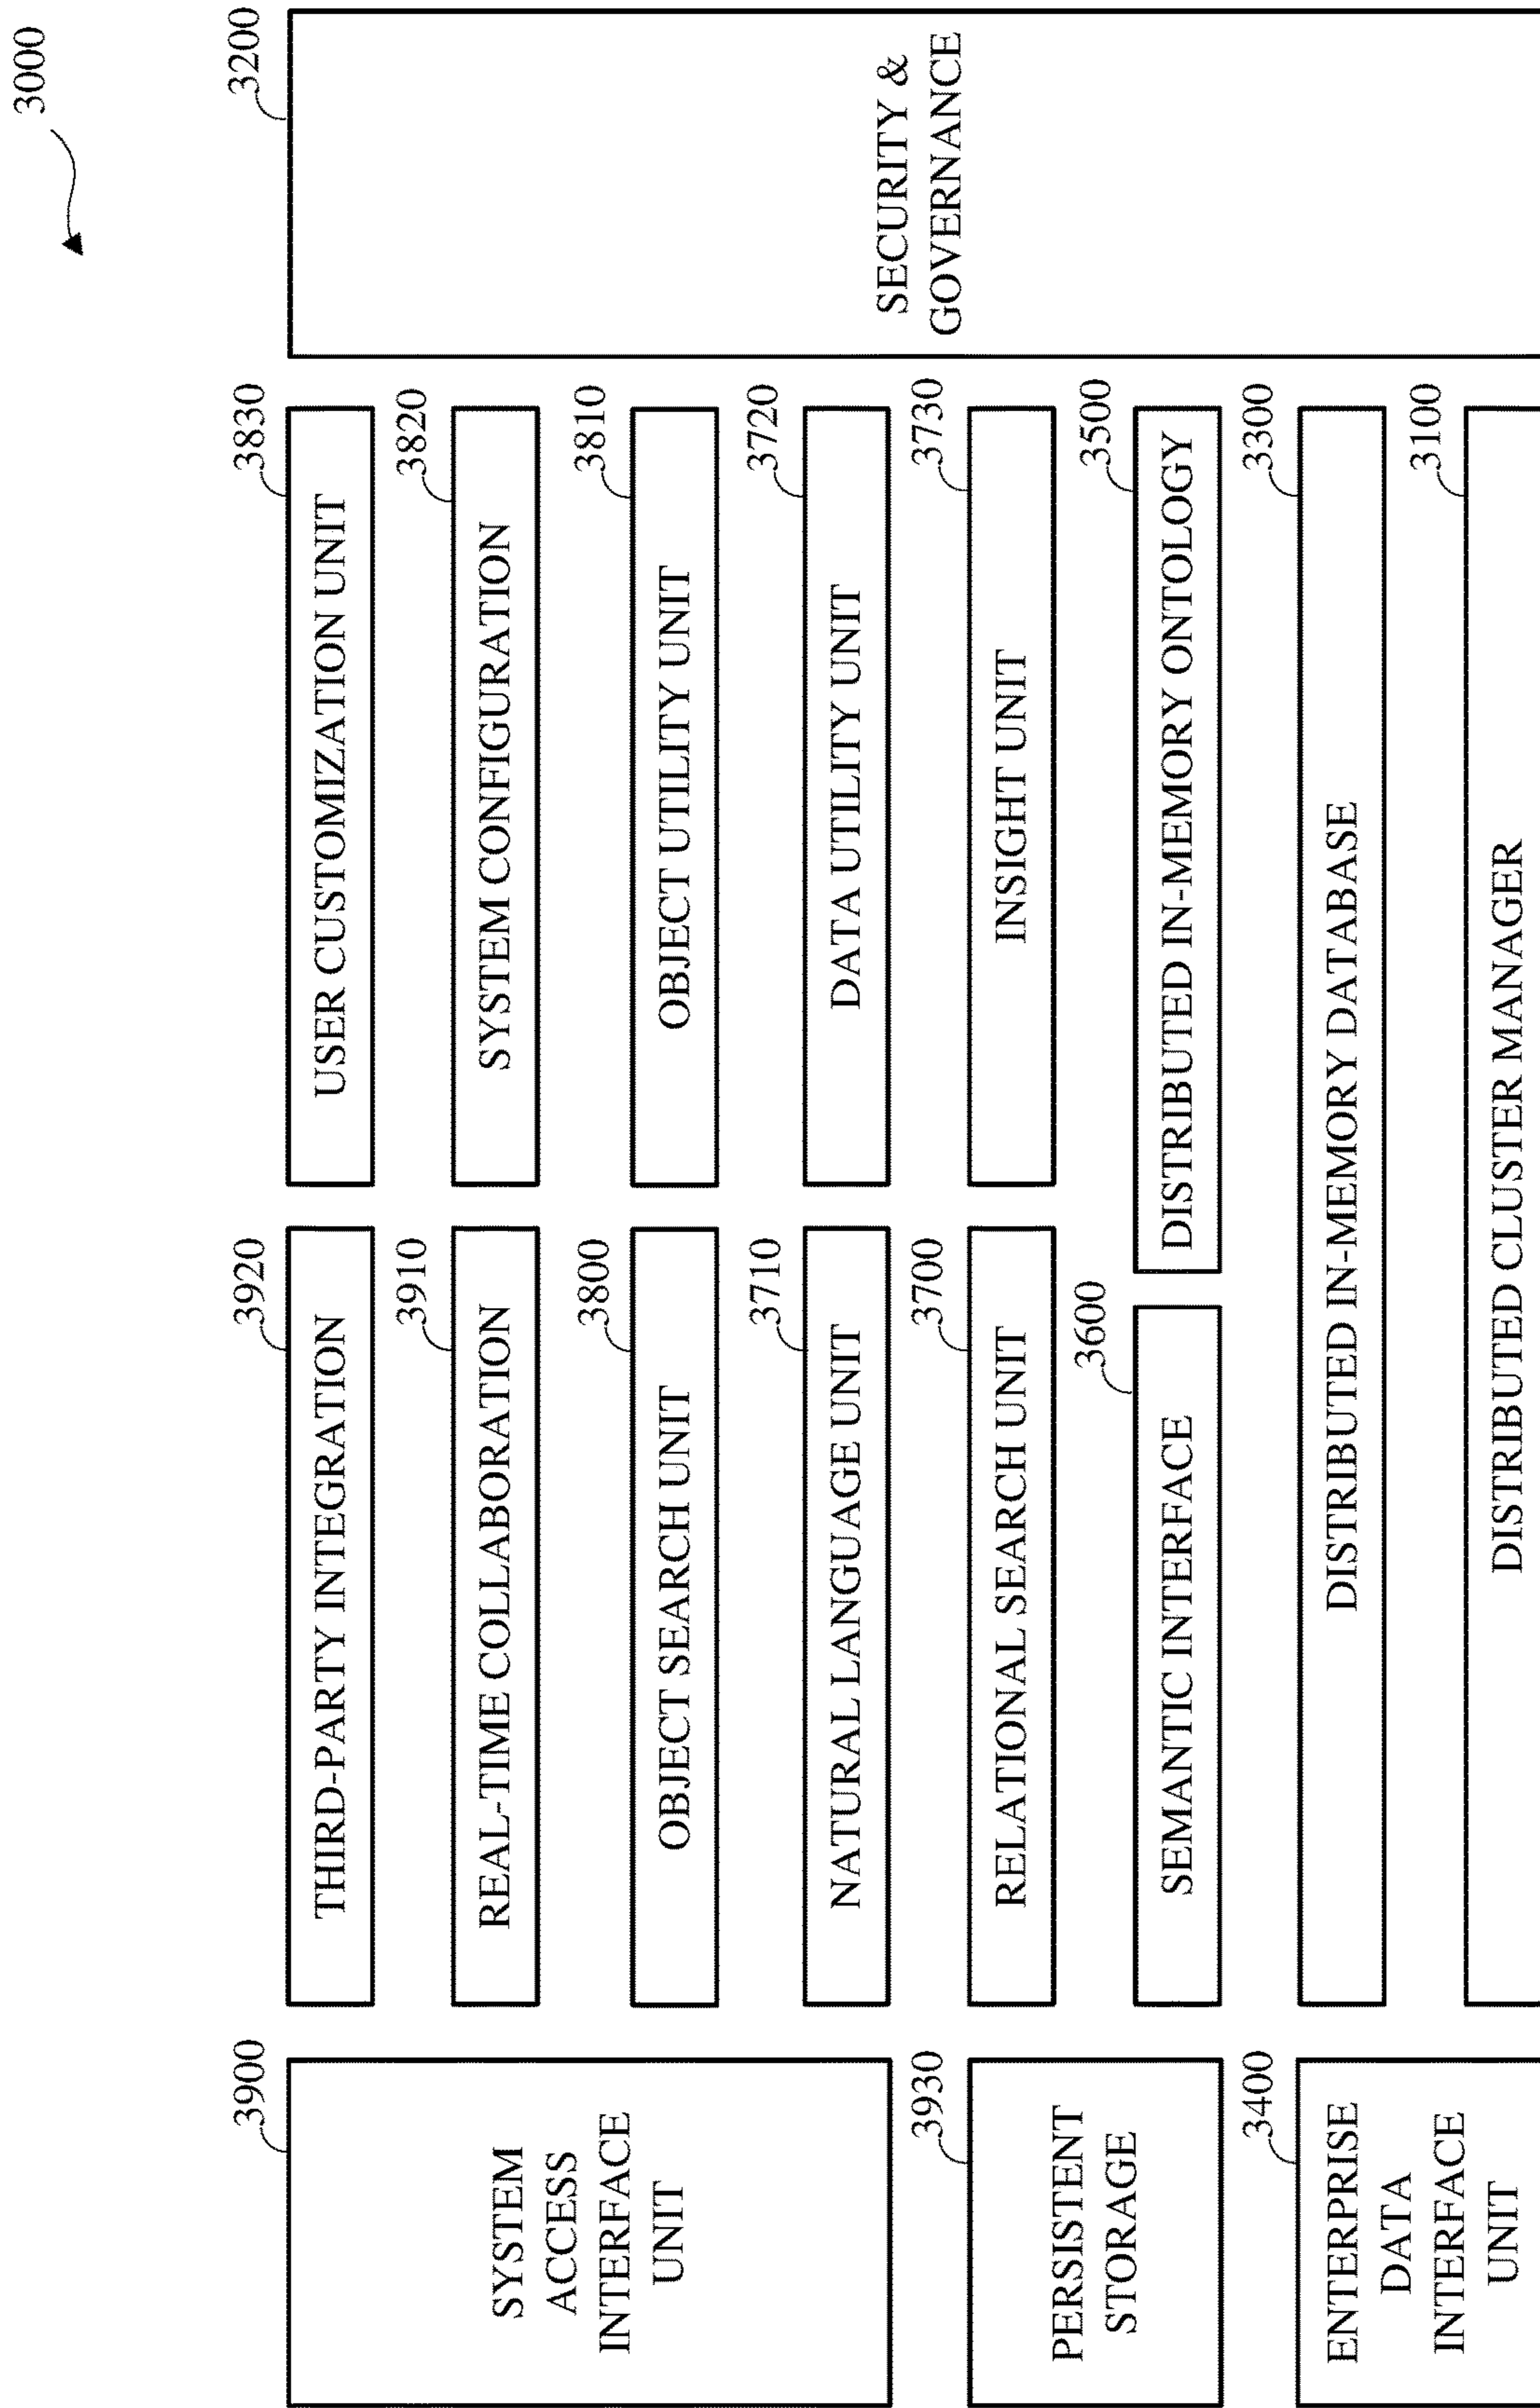 3000
3900
SYSTEM
ACCESS
INTERFACE
UNIT
3920
THIRD-PARTY INTEGRATION
3830
USER CUSTOMIZATION UNIT
3200
SECURITY &
GOVERNANCE
3910
REAL-TIME COLLABORATION
3820
SYSTEM CONFIGURATION
3800
OBJECT SEARCH UNIT
3810
OBJECT UTILITY UNIT
3710
NATURAL LANGUAGE UNIT
3720
DATA UTILITY UNIT
3930
PERSISTENT
STORAGE
3700
RELATIONAL SEARCH UNIT
3730
INSIGHT UNIT
3600
SEMANTIC INTERFACE
3500
DISTRIBUTED IN-MEMORY ONTOLOGY
3400
ENTERPRISE
DATA
INTERFACE
UNIT
3300
DISTRIBUTED IN-MEMORY DATABASE
3100
DISTRIBUTED CLUSTER MANAGER